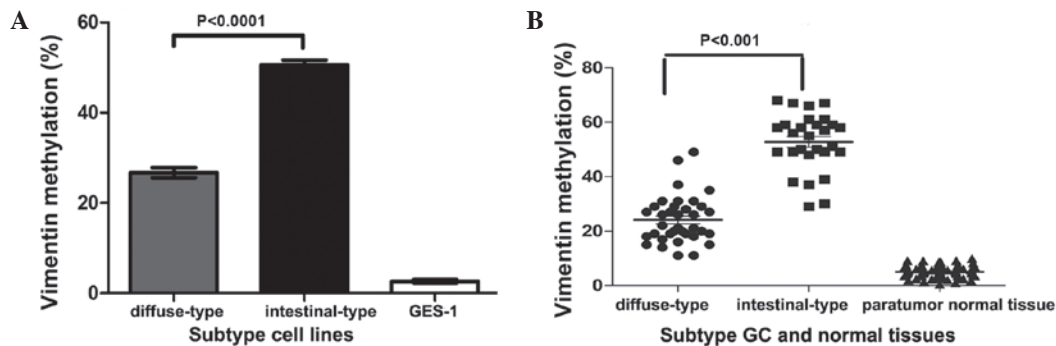 A
Vimentin methylation (%)
60
40
20
0
P<0.0001
diffuse-type
intestinal-type
GES-1
Subtype cell lines
B
Vimentin methylation (%)
80
60
40
20
0
P<0.001
diffuse-type
intestinal-type
paratumor normal tissue
Subtype GC and normal tissues